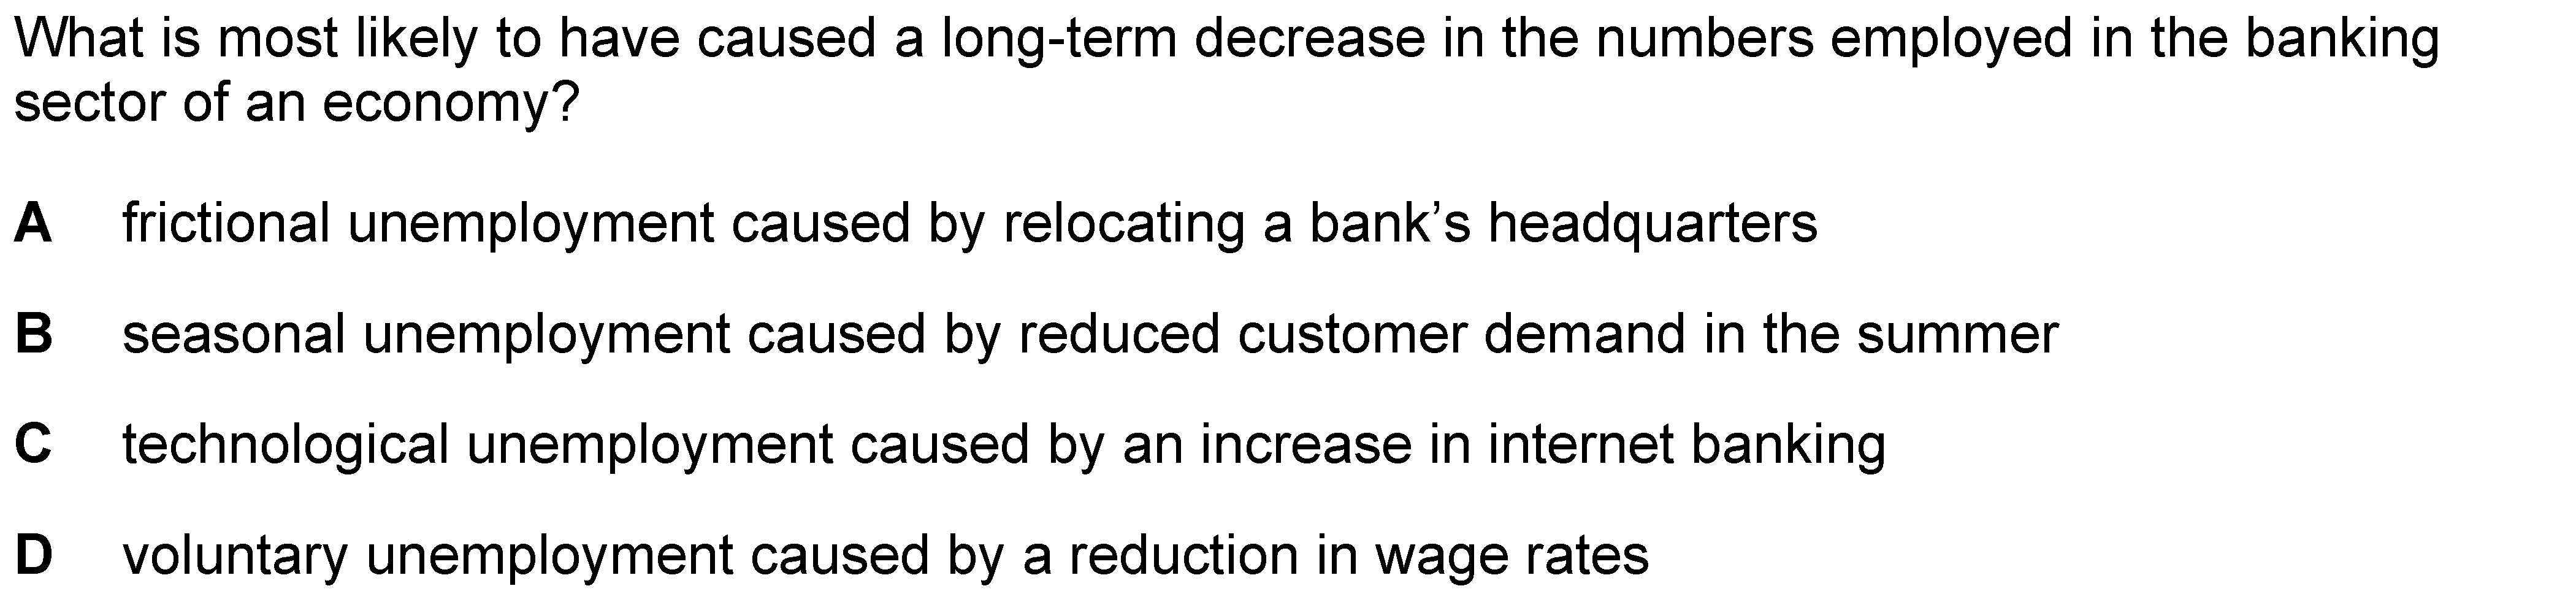 What is most likely to have caused a long-term decrease in the numbers employed in the banking
sector of an economy?
A frictional unemployment caused by relocating a bank’s headquarters
B seasonal unemployment caused by reduced customer demand in the summer
C technological unemployment caused by an increase in internet banking
D voluntary unemployment caused by a reduction in wage rates